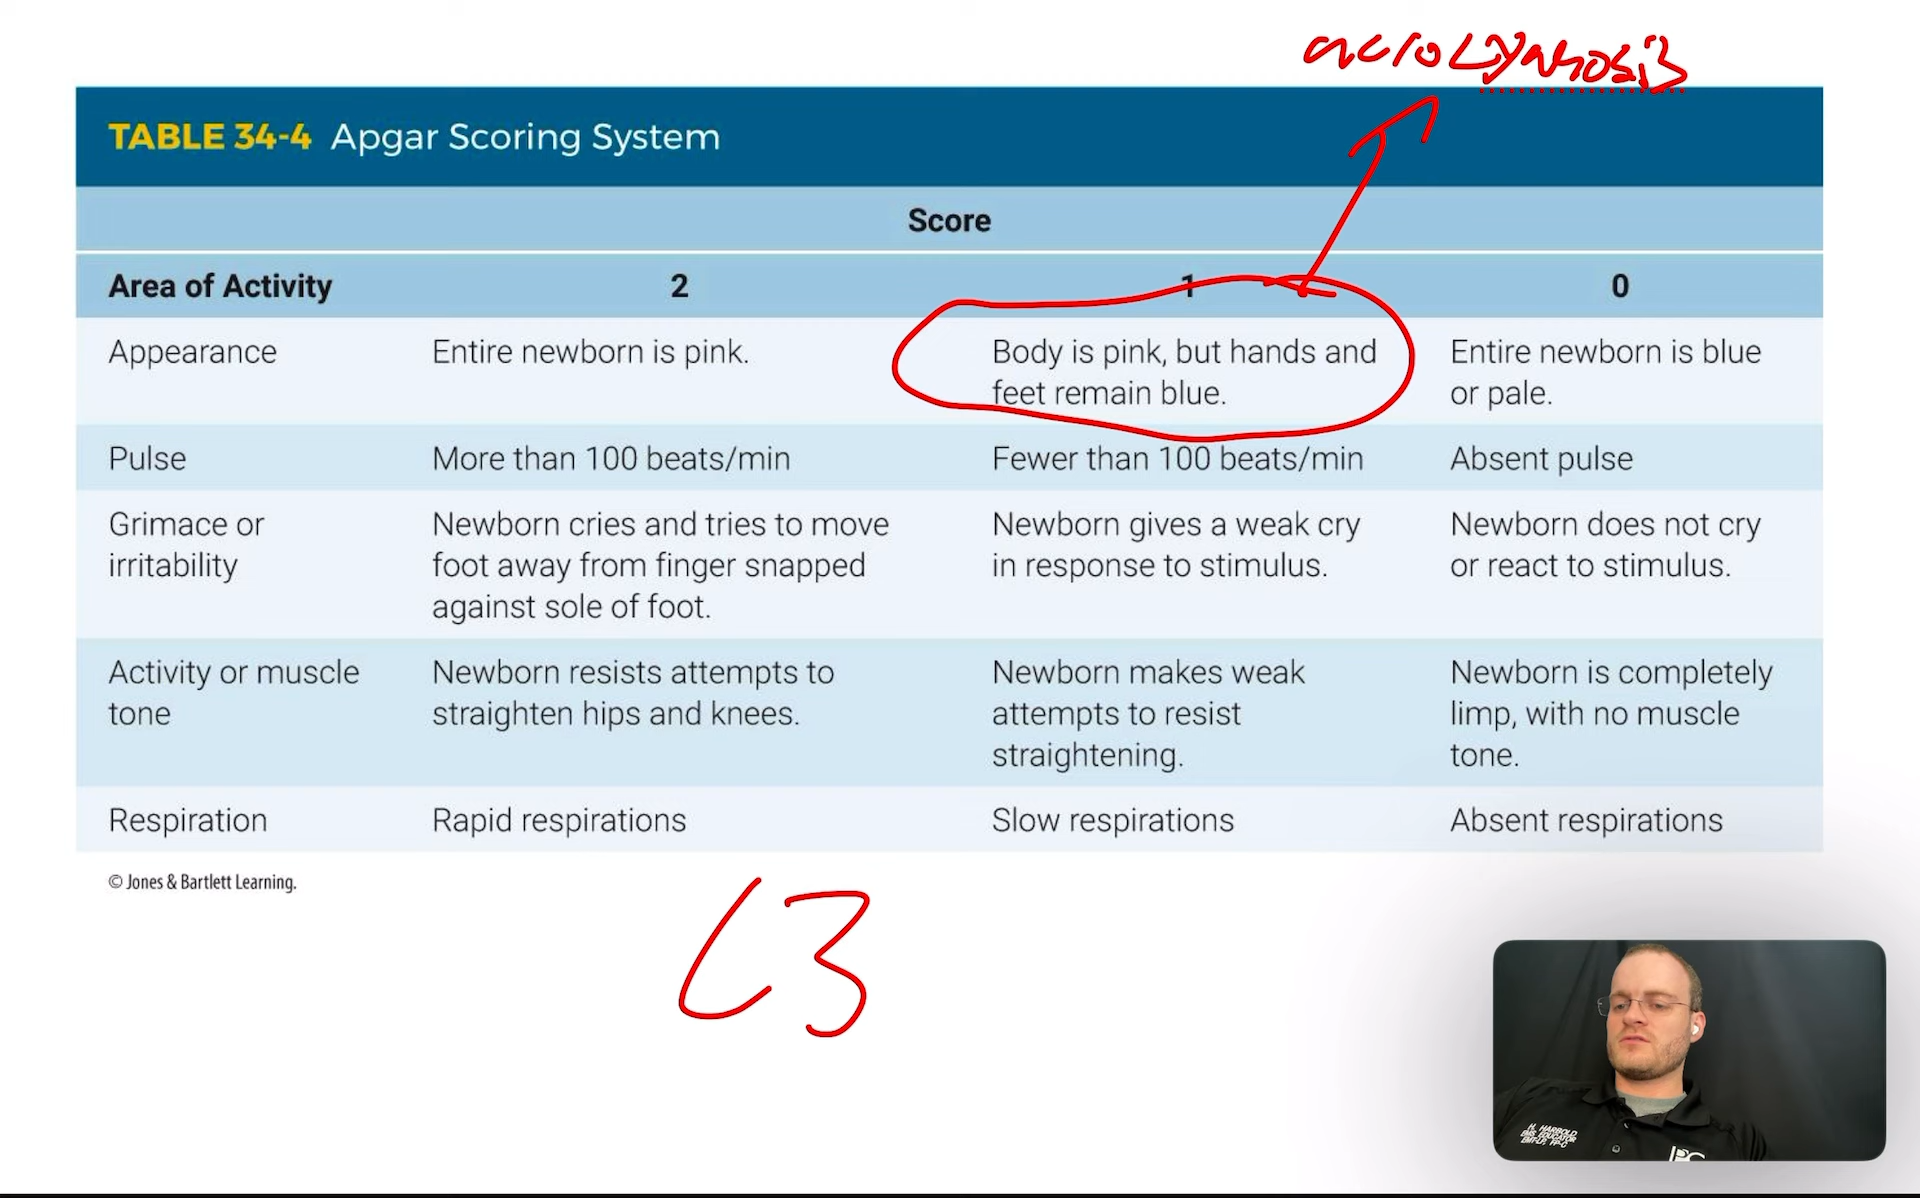 acrocyanosis
TABLE 34-4 Apgar Scoring System
Score
Area of Activity 2 1 0
Appearance Entire newborn is pink. Body is pink, but hands and Entire newborn is blue
feet remain blue. or pale.
Pulse More than 100 beats/min Fewer than 100 beats/min Absent pulse
Grimace or Newborn cries and tries to move Newborn gives a weak cry Newborn does not cry
irritability foot away from finger snapped in response to stimulus. or react to stimulus.
against sole of foot.
Activity or muscle Newborn resists attempts to Newborn makes weak Newborn is completely
tone straighten hips and knees. attempts to resist limp, with no muscle
straightening. tone.
Respiration Rapid respirations Slow respirations Absent respirations
© Jones & Bartlett Learning.
<3
H. HARBOLD
EMS EDUCATOR